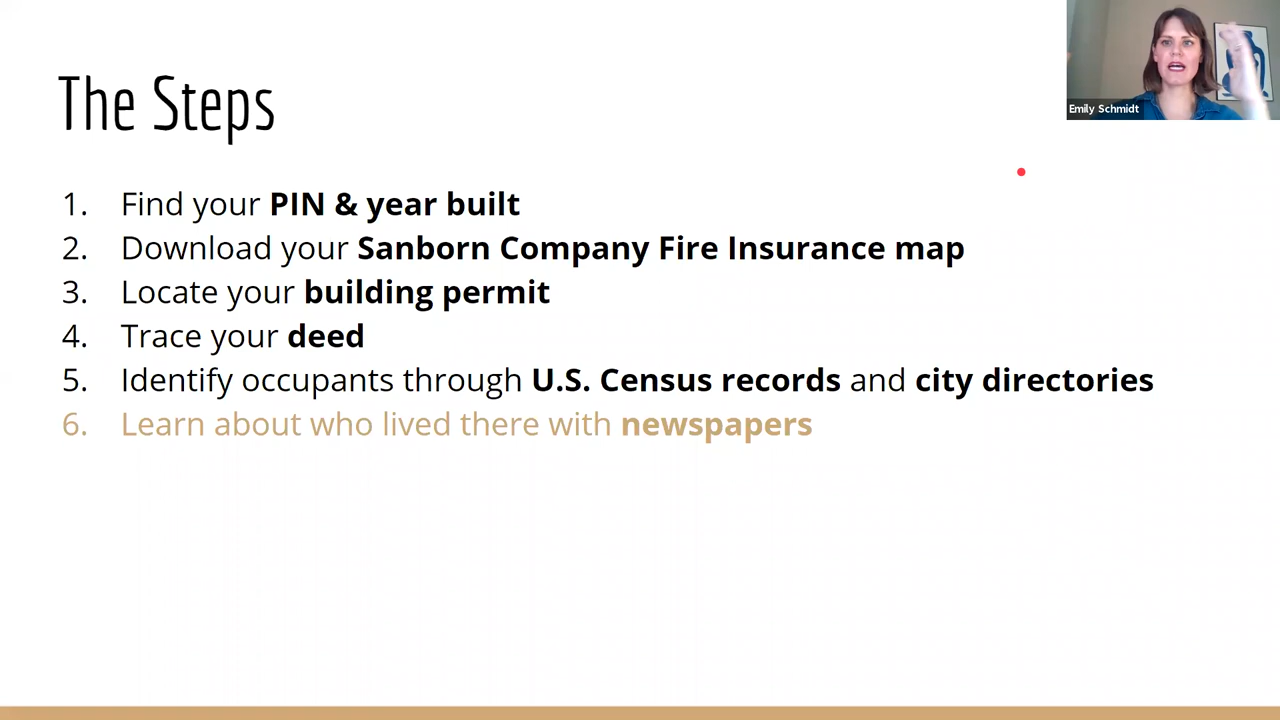 The Steps
Emily Schmidt
1. Find your PIN & year built
2. Download your Sanborn Company Fire Insurance map
3. Locate your building permit
4. Trace your deed
5. Identify occupants through U.S. Census records and city directories
6. Learn about who lived there with newspapers